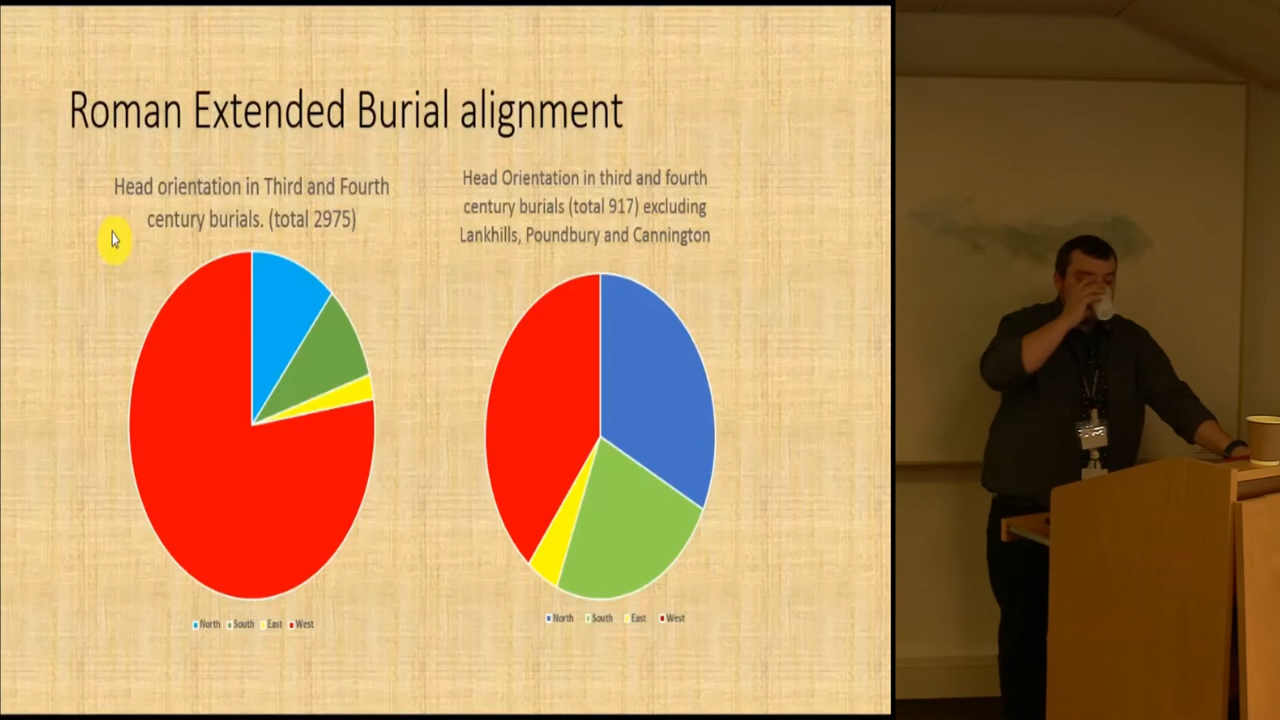 Roman Extended Burial alignment
Head orientation in Third and Fourth
century burials. (total 2975)
North South East West
Head Orientation in third and fourth
century burials (total 917) excluding
Lankhills, Poundbury and Cannington
North South East West